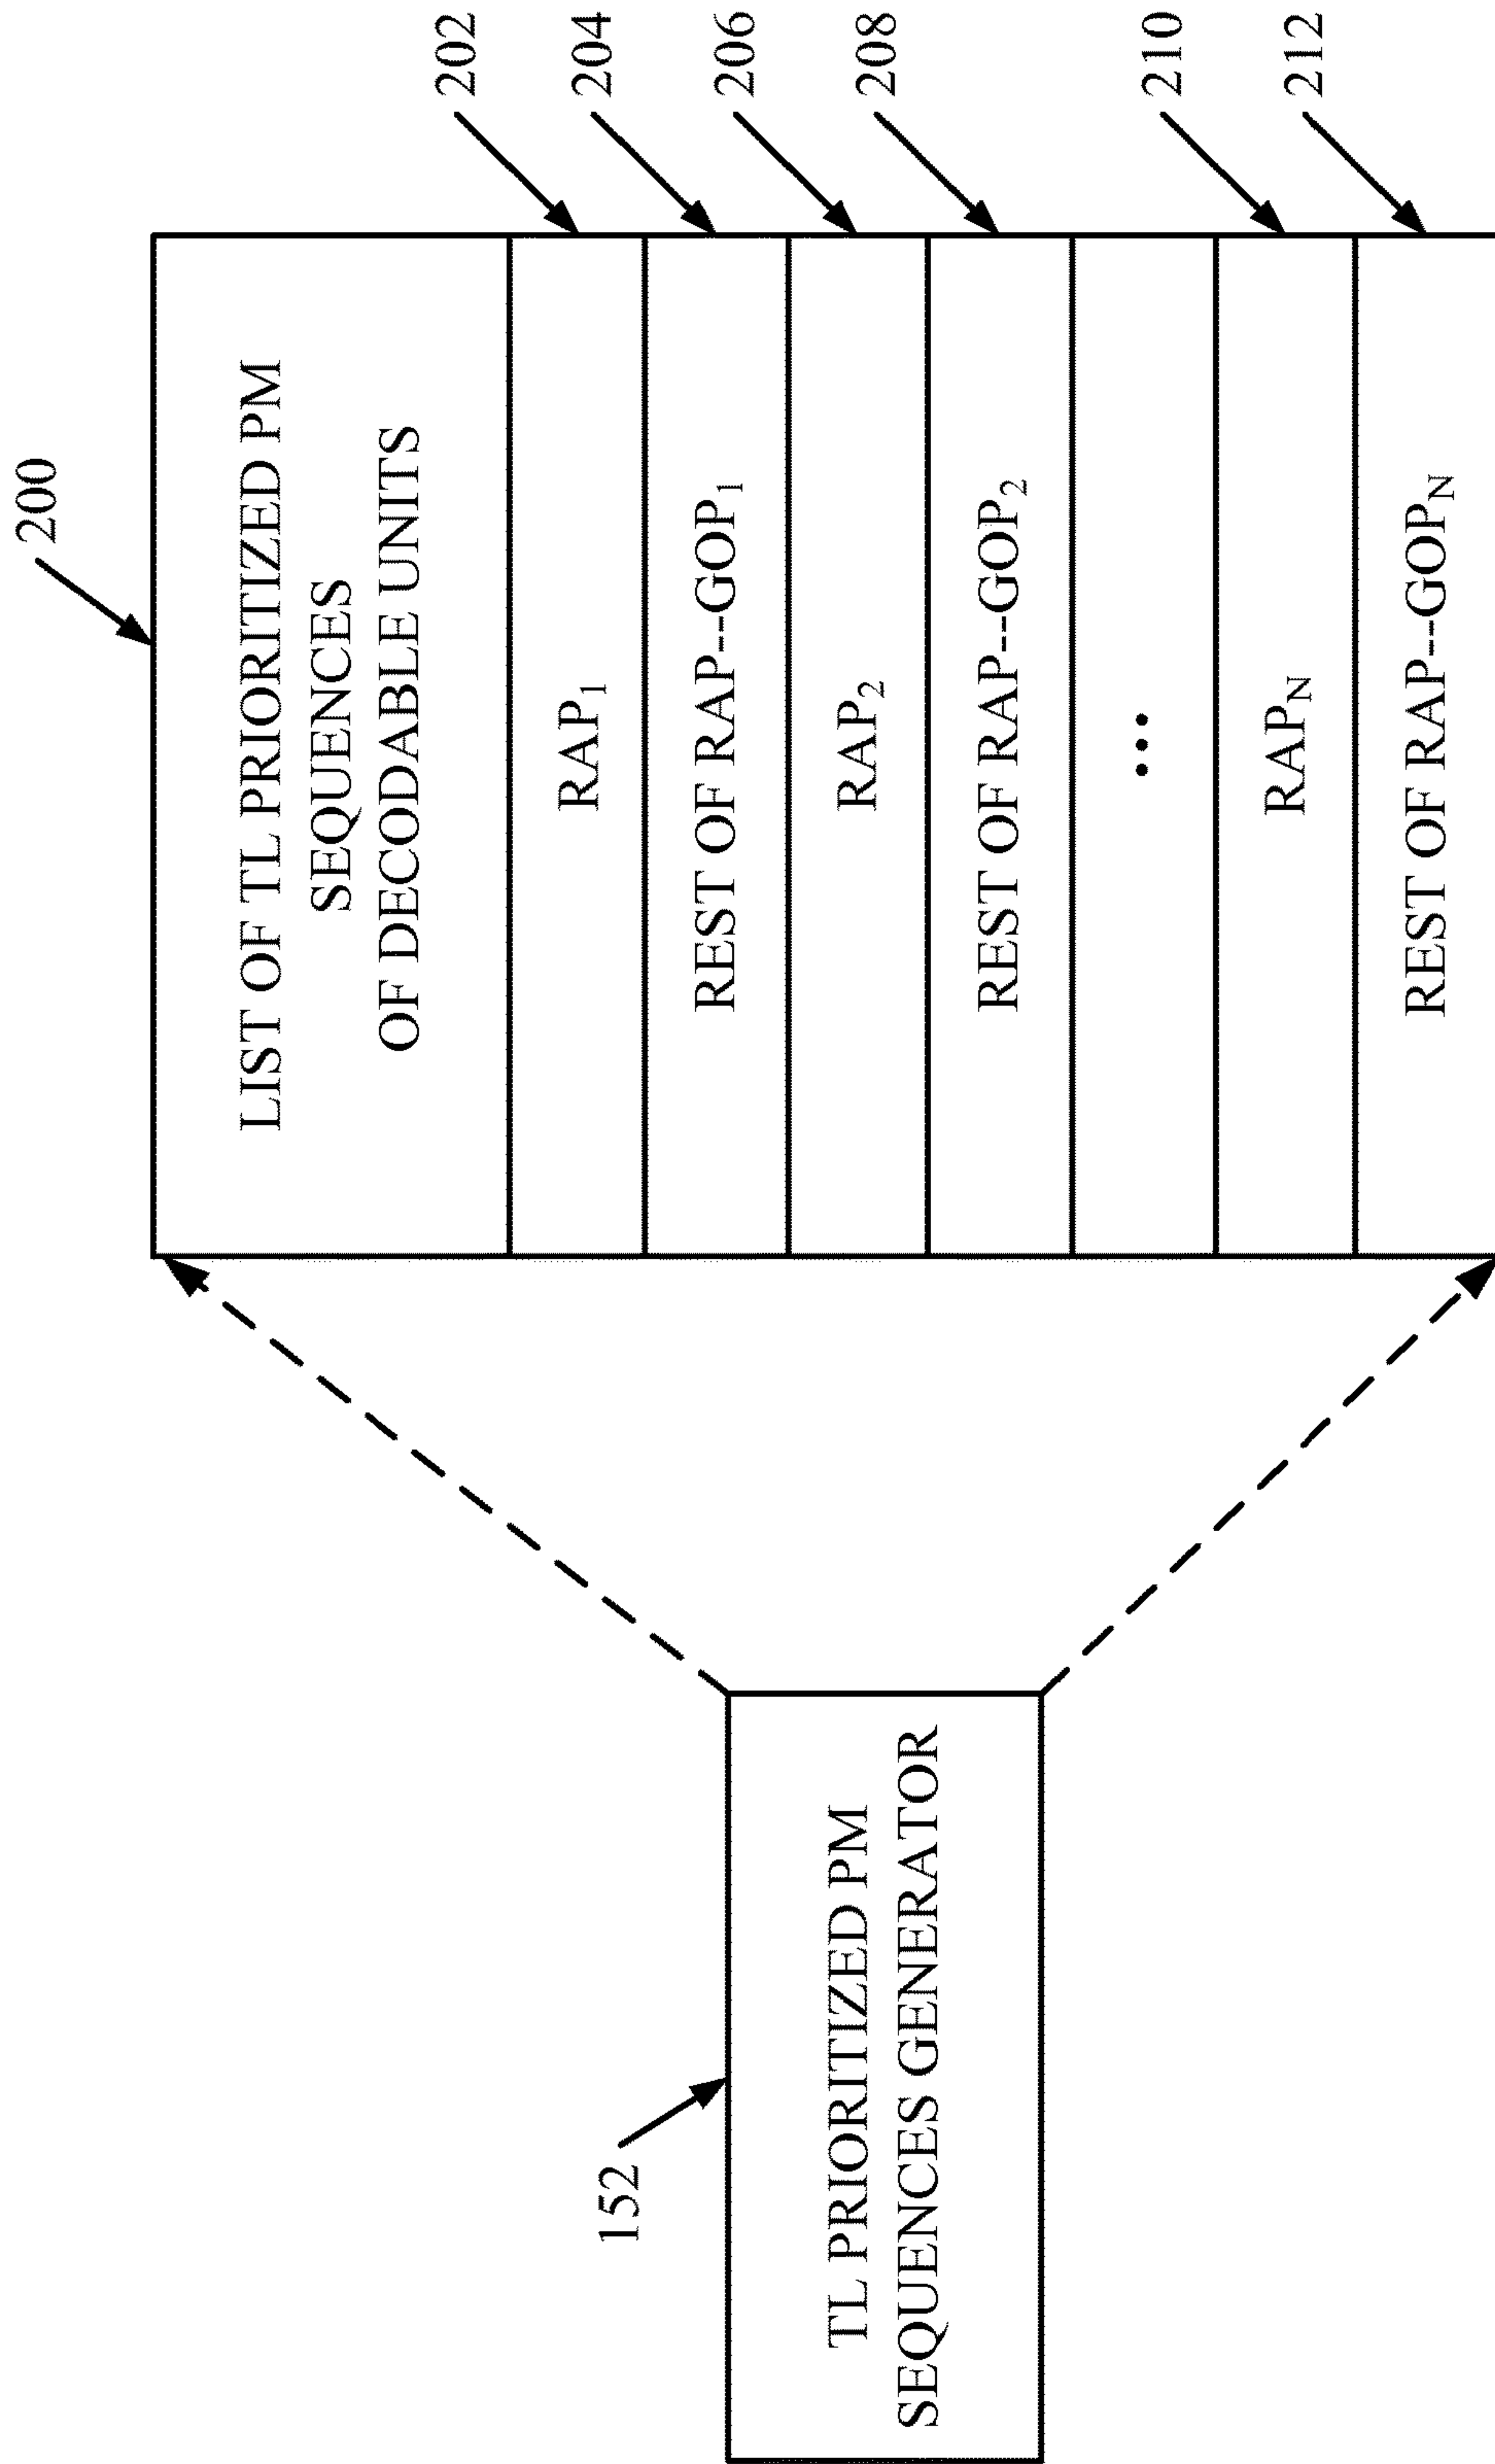 152
TL PRIORITIZED PM
SEQUENCES GENERATOR
200
LIST OF TL PRIORITIZED PM
SEQUENCES
OF DECODABLE UNITS
RAP1
202
REST OF RAP---GOP1
204
RAP2
206
REST OF RAP---GOP2
208
...
RAPN
210
REST OF RAP--GOPN
212